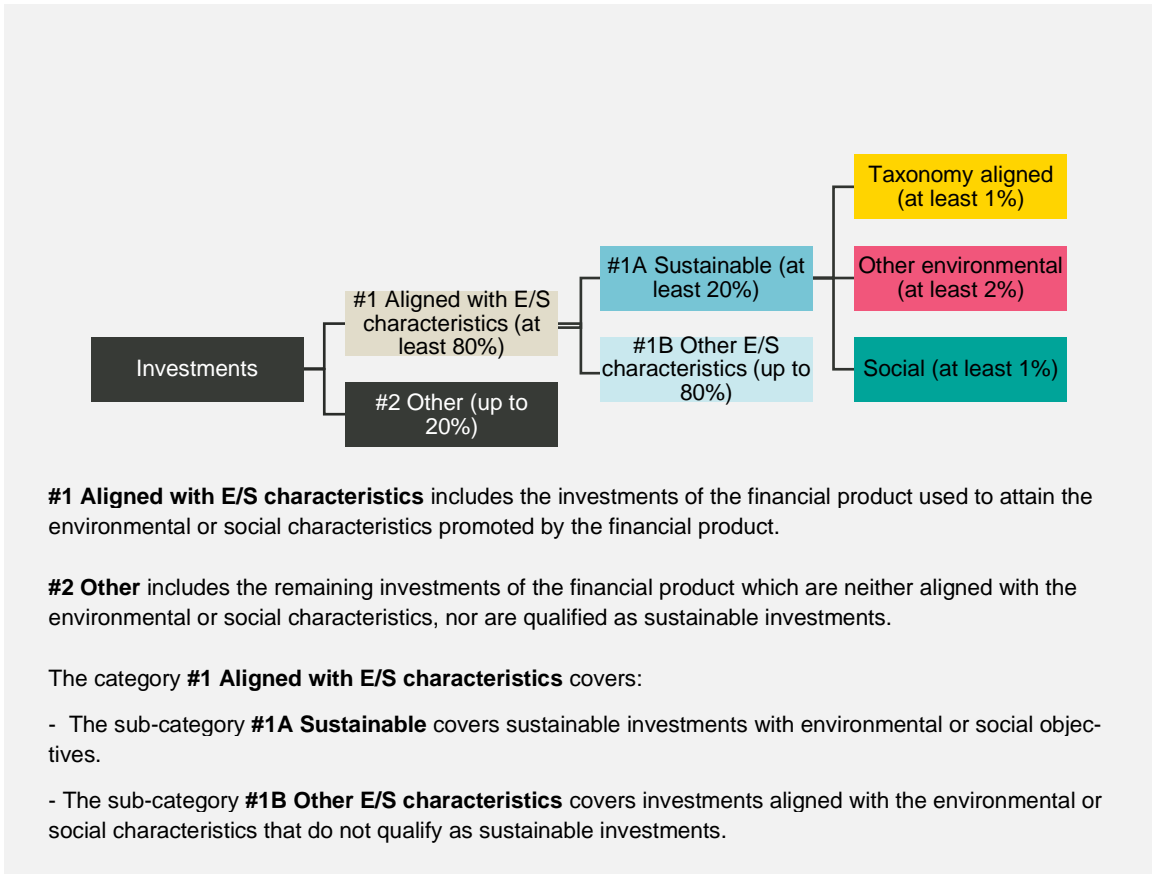 Taxonomy aligned
(at least 1%)
#1A Sustainable (at
least 20%)
Other environmental
(at least 2%)
#1 Aligned with E/S
characteristics (at
least 80%)
#1B Other E/S
characteristics (up to
80%)
Investments
Social (at least 1%)
#2 Other (up to
20%)
#1 Aligned with E/S characteristics includes the investments of the financial product used to attain the
environmental or social characteristics promoted by the financial product.
#2 Other includes the remaining investments of the financial product which are neither aligned with the
environmental or social characteristics, nor are qualified as sustainable investments.
The category #1 Aligned with E/S characteristics covers:
- The sub-category #1A Sustainable covers sustainable investments with environmental or social objec-
tives.
- The sub-category #1B Other E/S characteristics covers investments aligned with the environmental or
social characteristics that do not qualify as sustainable investments.